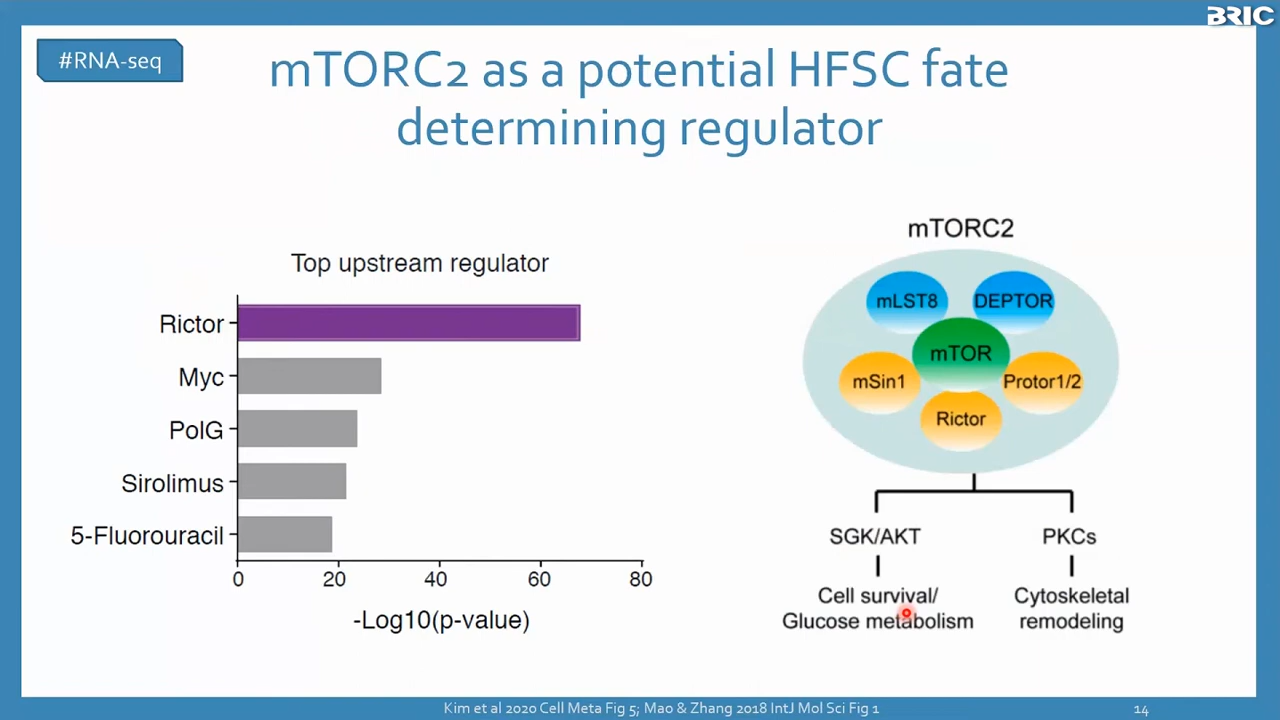 BRIC
#RNA-seq
mTORC2 as a potential HFSC fate
determining regulator
Top upstream regulator
Rictor
Myc
PolG
Sirolimus
5-Fluorouracil
0 20 40 60 80
-Log10(p-value)
mTORC2
mLST8 DEPTOR
mTOR
mSin1 Protor1/2
Rictor
SGK/AKT PKCs
Cell survival/ Cytoskeletal
Glucose metabolism remodeling
Kim et al 2020 Cell Meta Fig 5; Mao & Zhang 2018 IntJ Mol Sci Fig 1
14